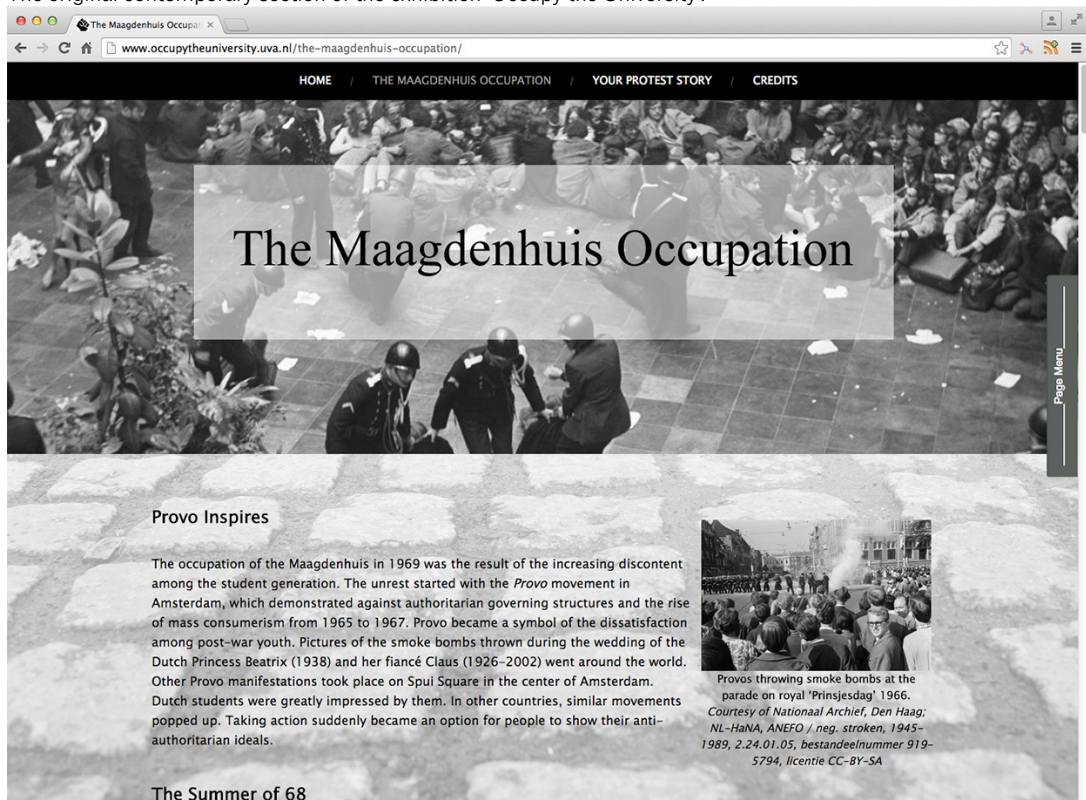 The original contemporary section of the exhibition 'Occupy the University'.
The Maagdenhuis Occupat
www.occupytheuniversity.uva.nl/the-maagdenhuis-occupation/
HOME / THE MAAGDENHUIS OCCUPATION / YOUR PROTEST STORY / CREDITS
The Maagdenhuis Occupation
Page Menu
Provo Inspires
The occupation of the Maagdenhuis in 1969 was the result of the increasing discontent
among the student generation. The unrest started with the Provo movement in
Amsterdam, which demonstrated against authoritarian governing structures and the rise
of mass consumerism from 1965 to 1967. Provo became a symbol of the dissatisfaction
among post-war youth. Pictures of the smoke bombs thrown during the wedding of the
Dutch Princess Beatrix (1938) and her fiancé Claus (1926-2002) went around the world.
Other Provo manifestations took place on Spui Square in the center of Amsterdam.
Dutch students were greatly impressed by them. In other countries, similar movements
popped up. Taking action suddenly became an option for people to show their anti-
authoritarian ideals.
Provos throwing smoke bombs at the
parade on royal 'Prinsjesdag' 1966.
Courtesy of Nationaal Archief, Den Haag;
NL-HaNA, ANEFO / neg. stroken, 1945-
1989, 2.24.01.05, bestandeelnummer 919-
5794, licentie CC-BY-SA
The Summer of 68